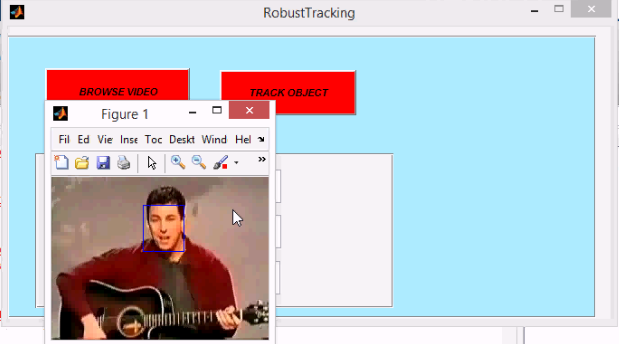 RobustTracking
BROWSE VIDEO
TRACK OBJECT
Figure 1
Fil Ed Vie Inse Toc Deskt Wind Hel